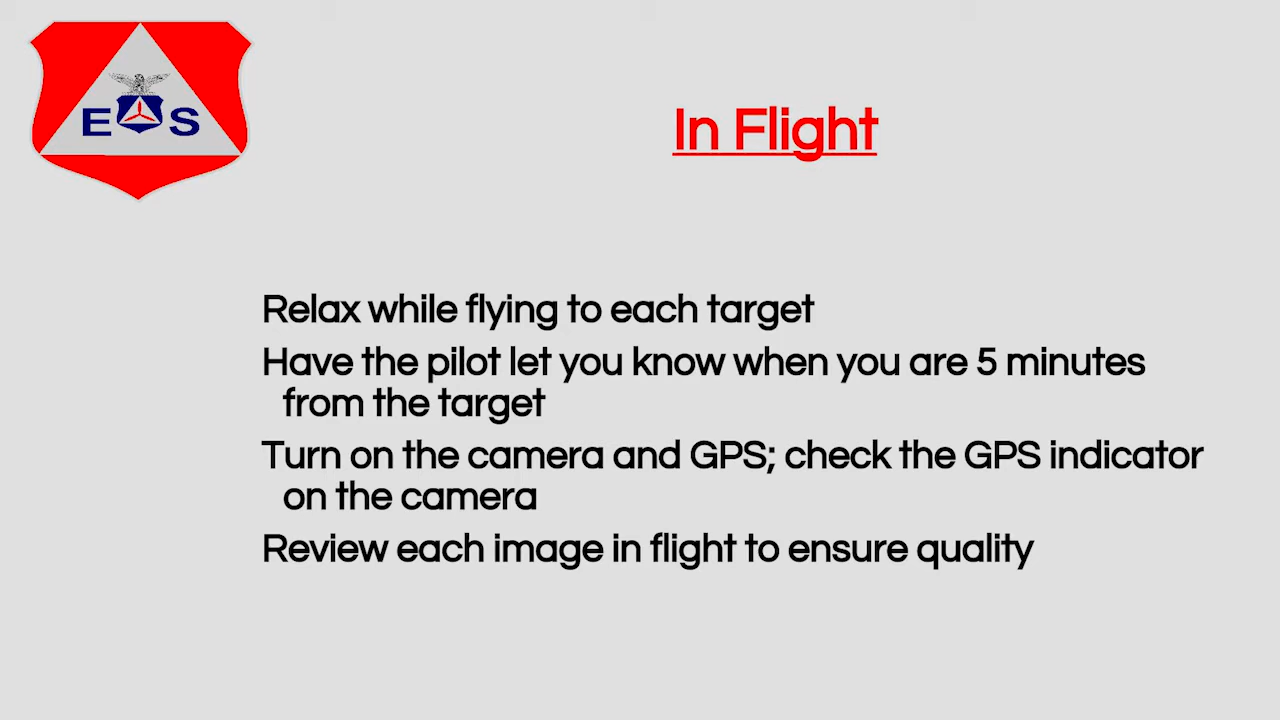 E S
In Flight
Relax while flying to each target
Have the pilot let you know when you are 5 minutes
from the target
Turn on the camera and GPS; check the GPS indicator
on the camera
Review each image in flight to ensure quality